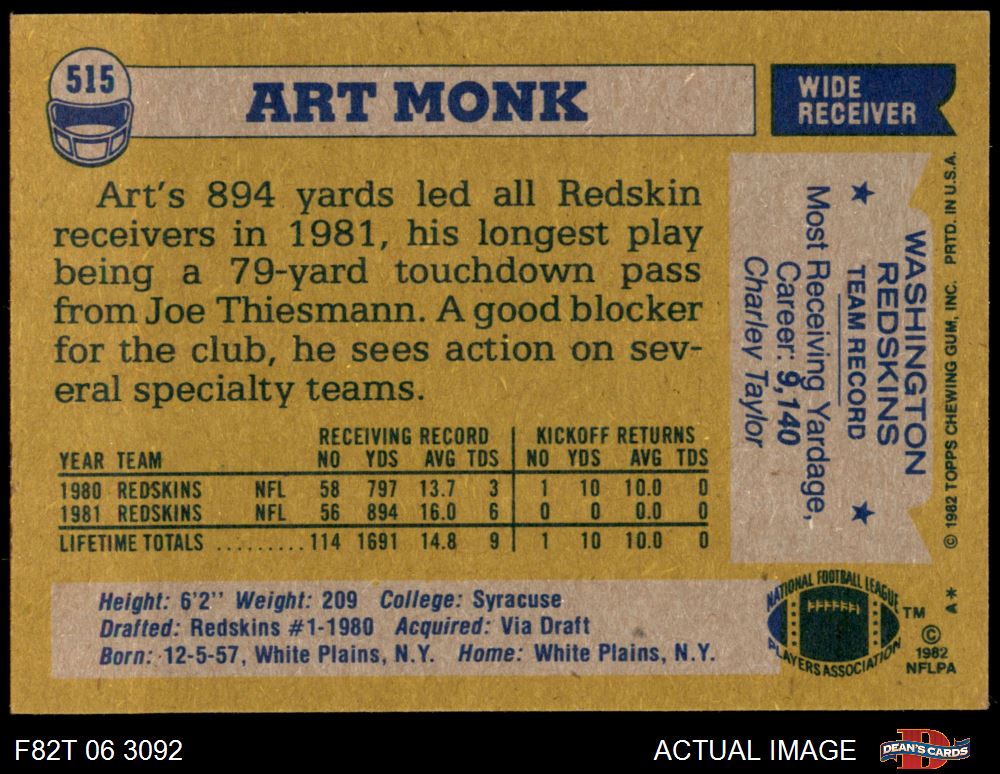 515
ART MONK
WIDE
RECEIVER
Art's 894 yards led all Redskin
receivers in 1981, his longest play
being a 79-yard touchdown pass
from Joe Thiesmann. A good blocker
for the club, he sees action on sev-
eral specialty teams.
RECEIVING RECORD KICKOFF RETURNS
YEAR TEAM NO YDS AVG TDS NO YDS AVG TDS
1980 REDSKINS NFL 58 797 13.7 3 1 10 10.0 0
1981 REDSKINS NFL 56 894 16.0 6 0 0 0.0 0
LIFETIME TOTALS ......... 114 1691 14.8 9 1 10 10.0 0
Height: 6'2" Weight: 209 College: Syracuse
Drafted: Redskins #1-1980 Acquired: Via Draft
Born: 12-5-57, White Plains, N.Y. Home: White Plains, N.Y.
WASHINGTON
REDSKINS
★ TEAM RECORD ★
Most Receiving Yardage,
Career: 9,140
Charley Taylor
© 1982 TOPPS CHEWING GUM, INC. PRTD. IN U.S.A.
A*
NATIONAL FOOTBALL LEAGUE
PLAYERS ASSOCIATION
TM
©
1982
NFLPA
F82T 06 3092
ACTUAL IMAGE
DEAN'S CARDS